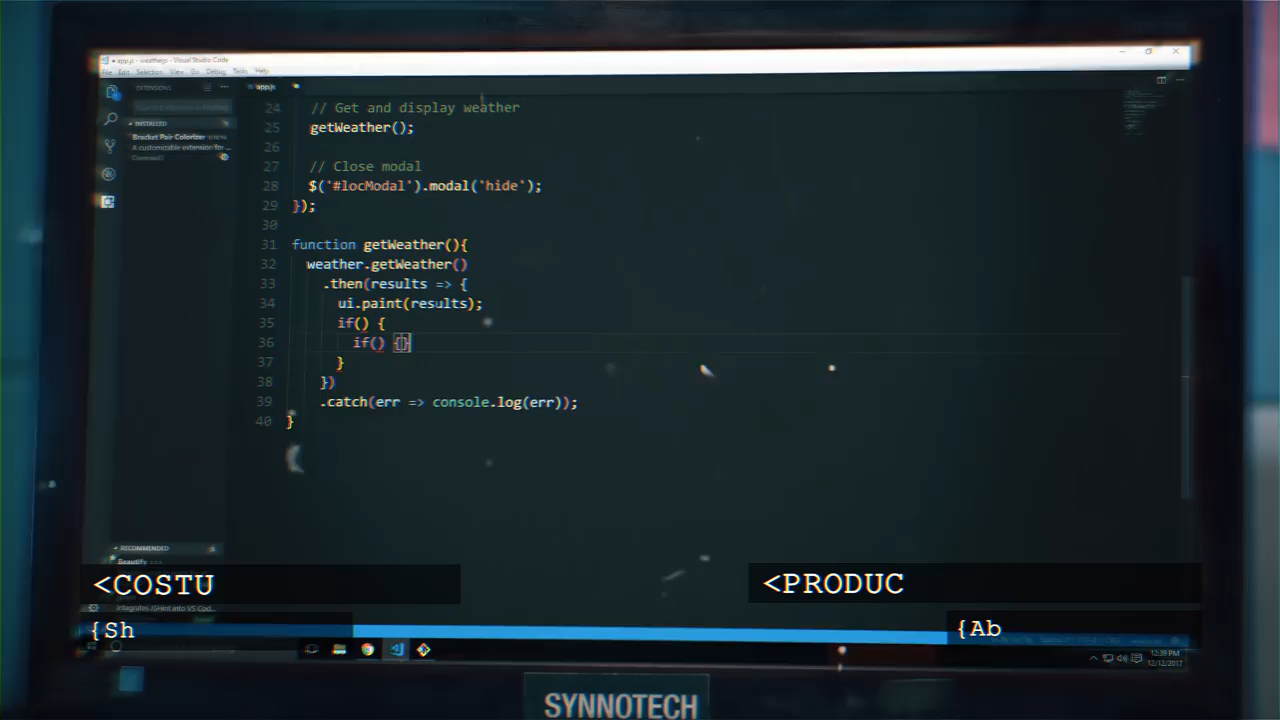 app.js - weatherjs - Visual Studio Code
File Edit Selection View Go Debug Tasks Help
EXTENSIONS
app.js
INSTALLED
Bracket Pair Colorizer
A customizable extension for ...
CoenraadS
24 // Get and display weather
25 getWeather();
26
27 // Close modal
28 $('#locModal').modal('hide');
29 });
30
31 function getWeather(){
32 weather.getWeather()
33 .then(results => {
34 ui.paint(results);
35 if() {
36 if() {}
37 }
38 })
39 .catch(err => console.log(err));
40 }
RECOMMENDED
Beautify
Integrates JSHint into VS Cod...
<COSTU
<PRODUC
{Sh
{Ab
12:39 PM
12/12/2017
SYNNOTECH